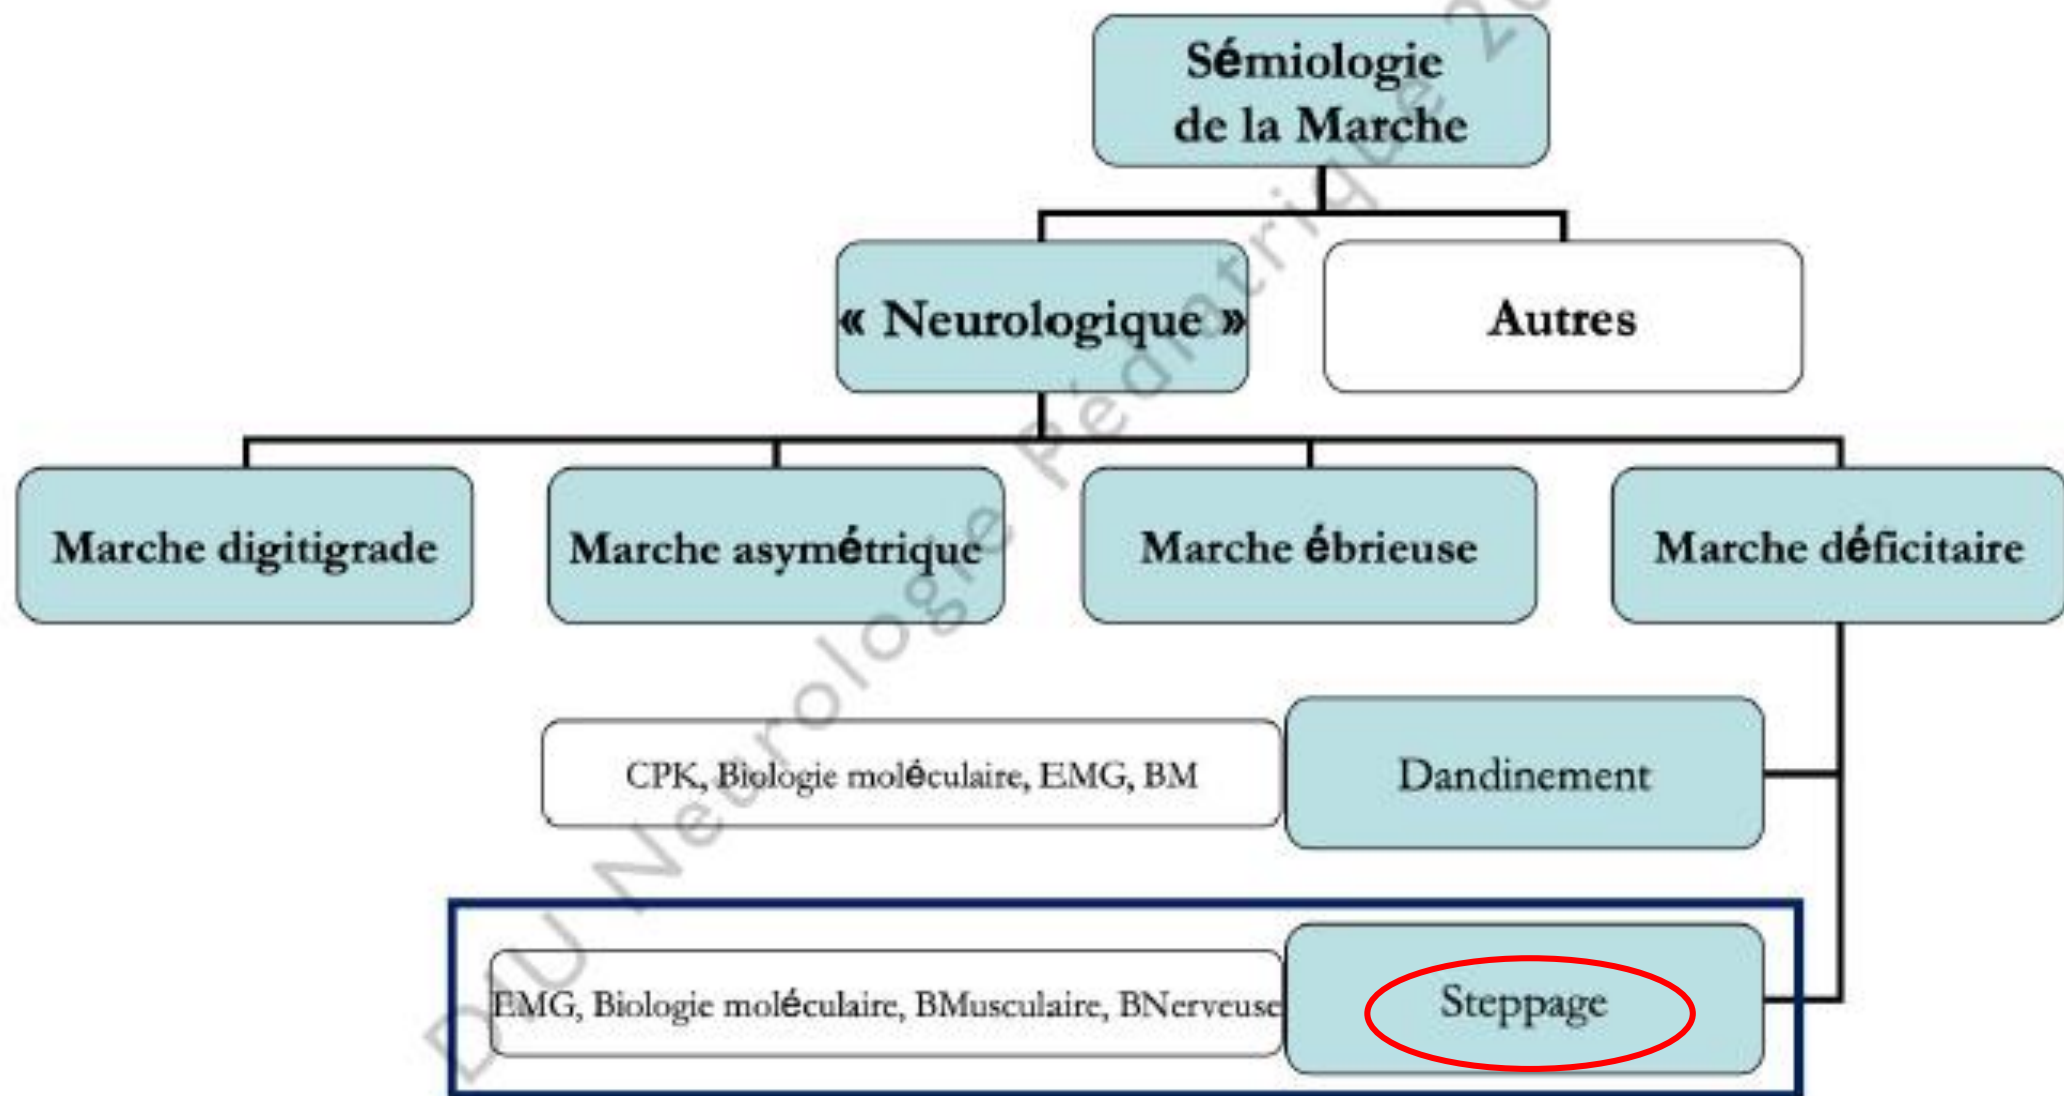 Sémiologie
de la Marche
« Neurologique »
Autres
Marche digitigrade
Marche asymétrique
Marche ébrieuse
Marche déficitaire
CPK, Biologie moléculaire, EMG, BM
Dandinement
EMG, Biologie moléculaire, BMusculaire, BNerveuse
Steppage
DIU Neurologie Pédiatrique